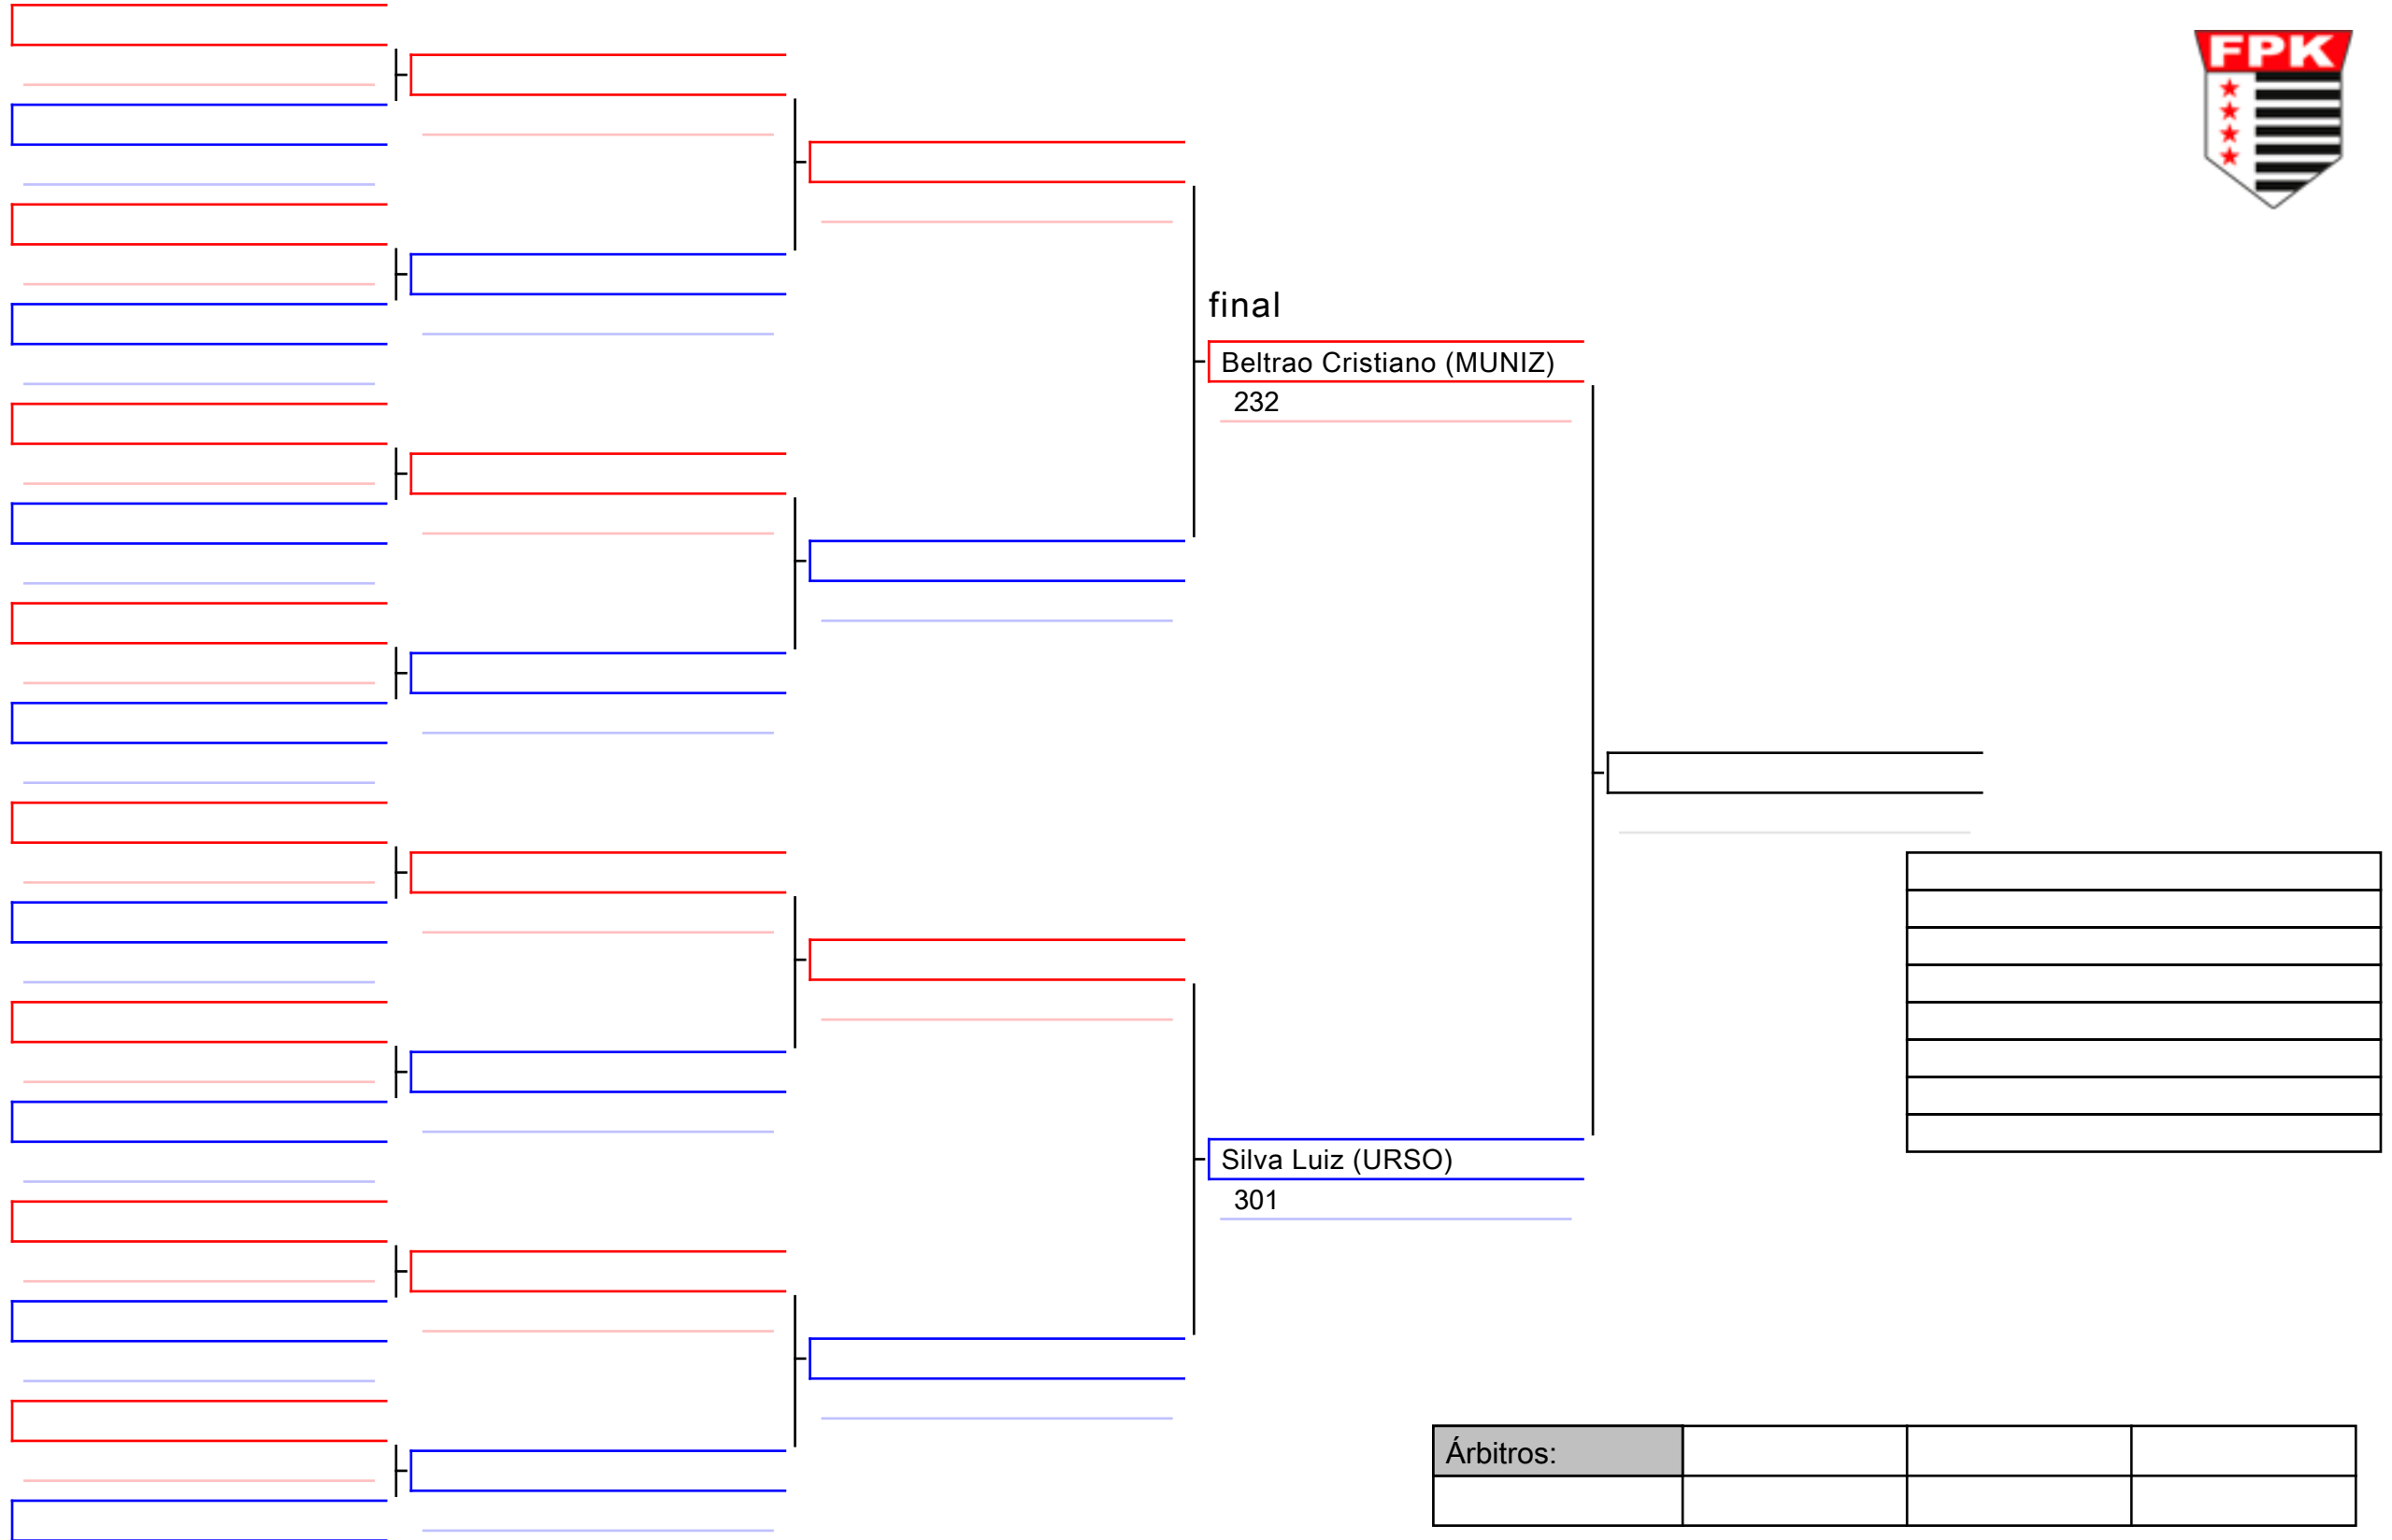 FPK
final
Beltrao Cristiano (MUNIZ)
232
Silva Luiz (URSO)
301
Árbitros: